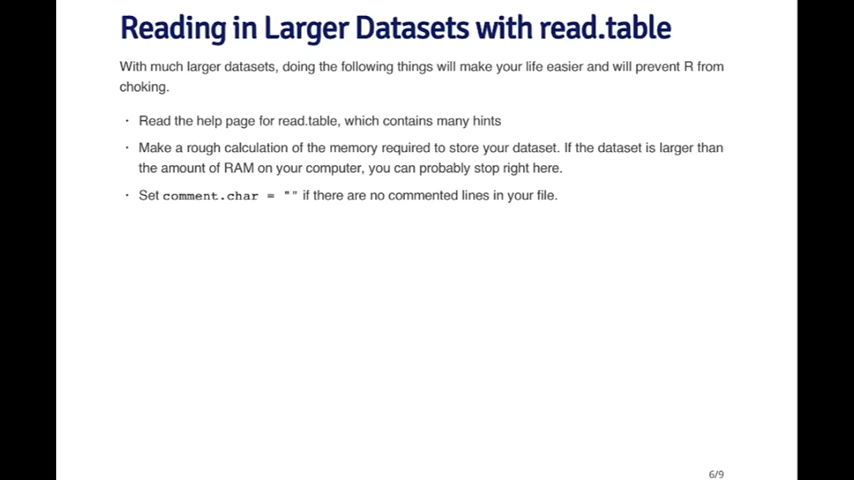 Reading in Larger Datasets with read.table
With much larger datasets, doing the following things will make your life easier and will prevent R from
choking.
· Read the help page for read.table, which contains many hints
· Make a rough calculation of the memory required to store your dataset. If the dataset is larger than
the amount of RAM on your computer, you can probably stop right here.
· Set comment.char = "" if there are no commented lines in your file.
6/9